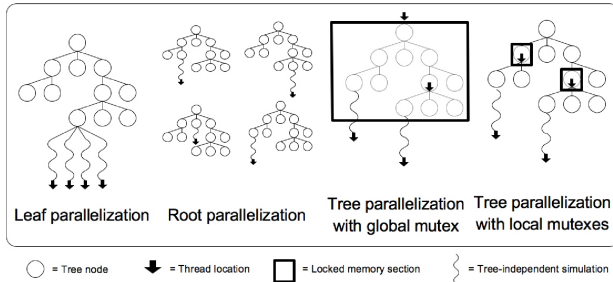 Leaf parallelization
Root parallelization
Tree parallelization
with global mutex
Tree parallelization
with local mutexes
= Tree node
= Thread location
= Locked memory section
= Tree-independent simulation